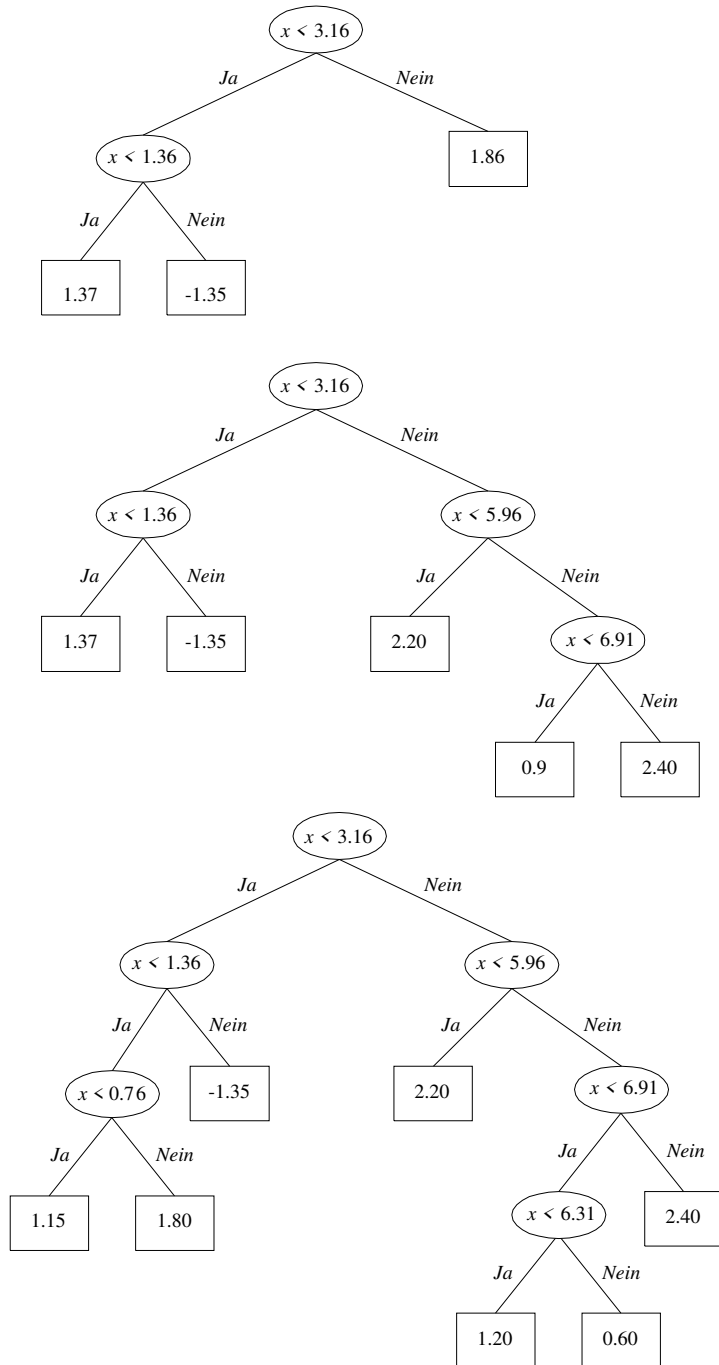 x < 3.16
Ja Nein
x < 1.36 1.86
Ja Nein
1.37 -1.35
x < 3.16
Ja Nein
x < 1.36 x < 5.96
Ja Nein Ja Nein
1.37 -1.35 2.20 x < 6.91
Ja Nein
0.9 2.40
x < 3.16
Ja Nein
x < 1.36 x < 5.96
Ja Nein Ja Nein
x < 0.76 -1.35 2.20 x < 6.91
Ja Nein Ja Nein
1.15 1.80 x < 6.31 2.40
Ja Nein
1.20 0.60